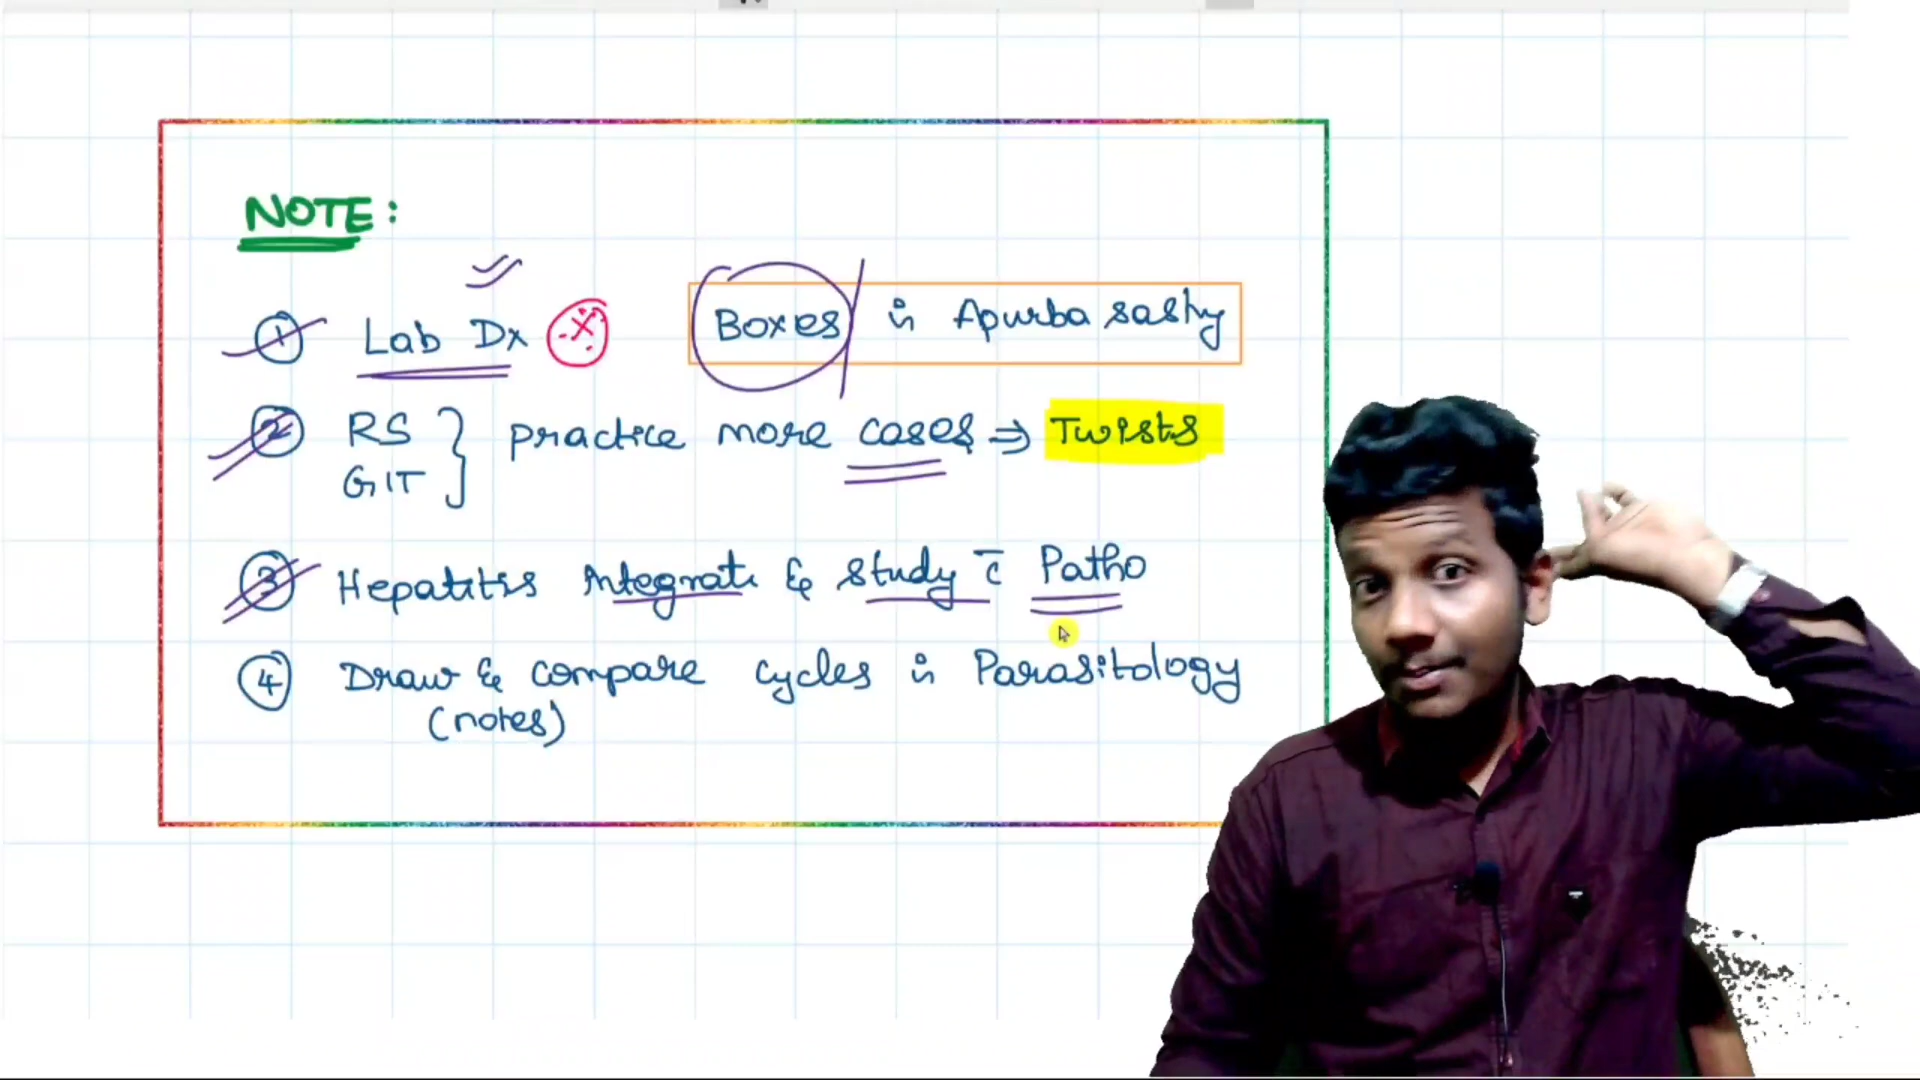 NOTE:
① Lab Dx Boxes in Apurba sastry
② RS GIT } practice more cases ⇒ Twists
③ Hepatitis Integrate & study c̄ Patho
④ Draw & compare cycles in Parasitology
(notes)